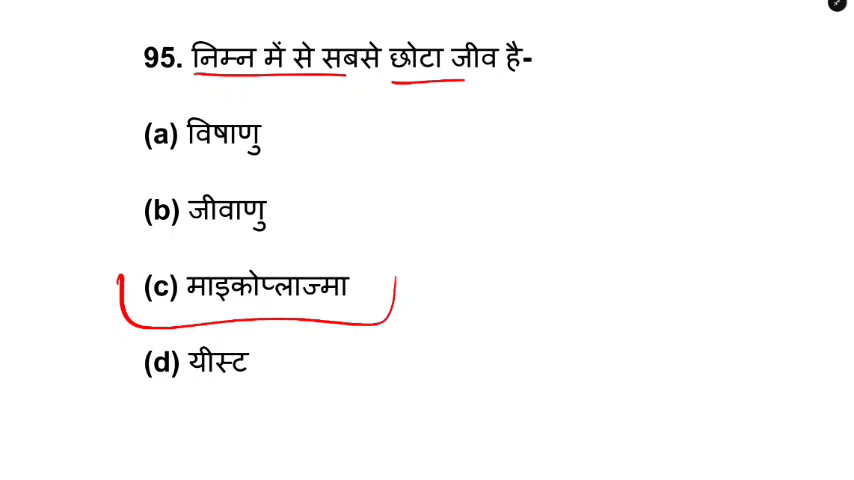 95. निम्न में से सबसे छोटा जीव है-
(a) विषाणु
(b) जीवाणु
(c) माइकोप्लाज्मा
(d) यीस्ट